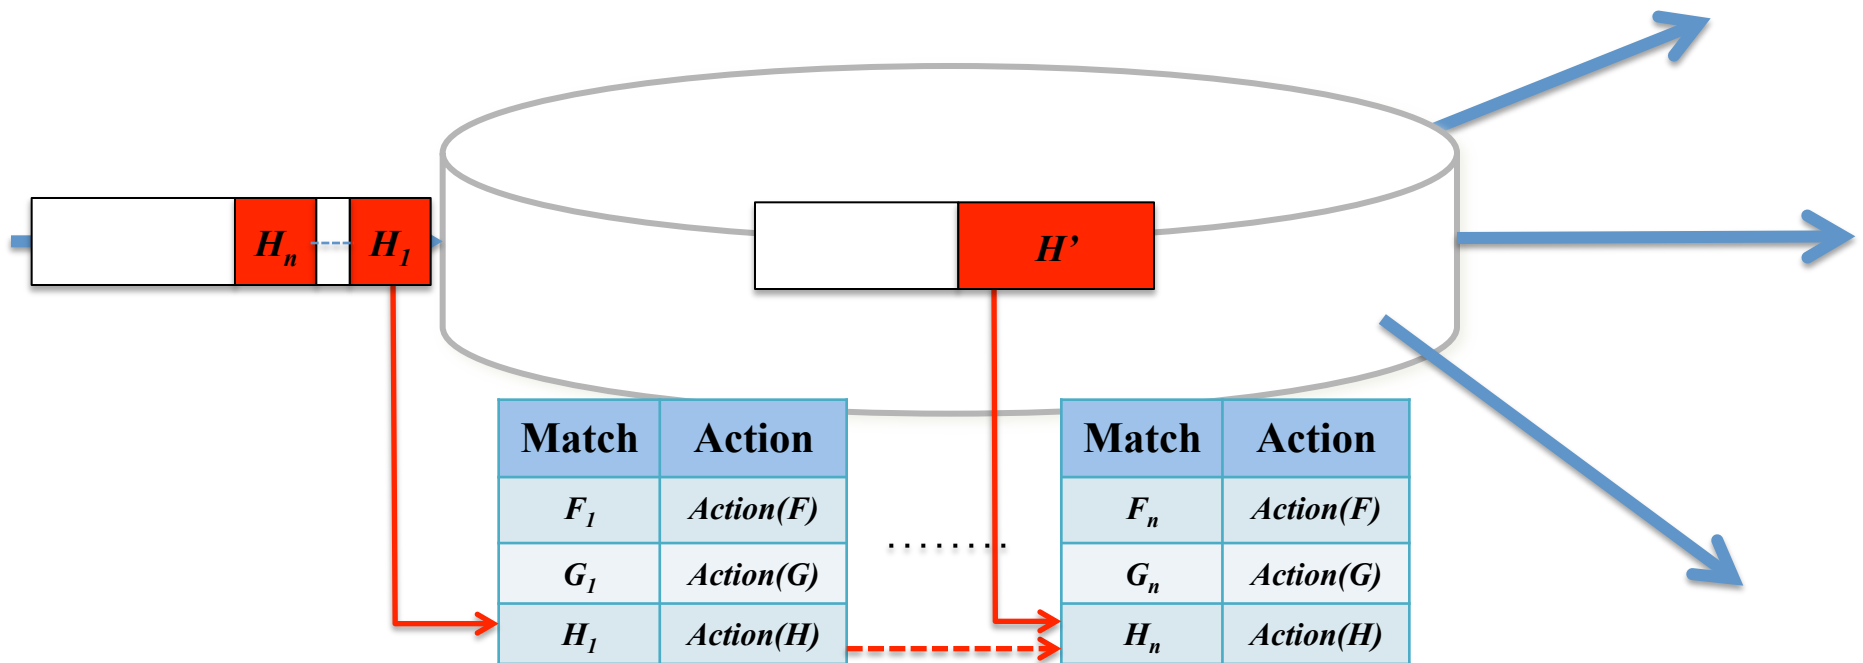 Hn H1
H’
Match Action
F1 Action(F)
G1 Action(G)
H1 Action(H)
........
Match Action
Fn Action(F)
Gn Action(G)
Hn Action(H)